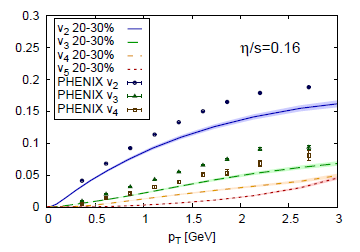 0.3
0.25
0.2
0.15
0.1
0.05
0
v2 20-30%
v3 20-30%
v4 20-30%
v5 20-30%
PHENIX v2
PHENIX v3
PHENIX v4
η/s=0.16
0 0.5 1 1.5 2 2.5 3
pT [GeV]